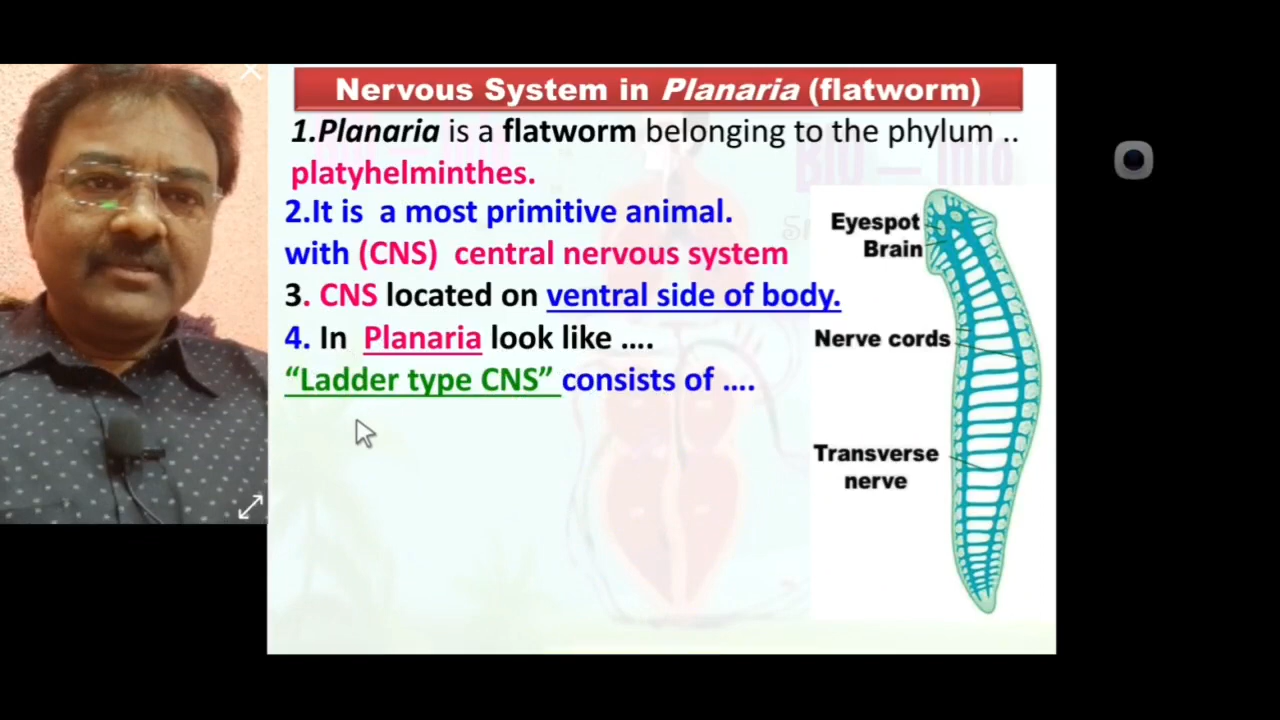 Nervous System in Planaria (flatworm)
1.Planaria is a flatworm belonging to the phylum ..
platyhelminthes.
2.It is a most primitive animal.
with (CNS) central nervous system
3. CNS located on ventral side of body.
4. In Planaria look like ....
“Ladder type CNS” consists of ....
Eyespot
Brain
Nerve cords
Transverse
nerve